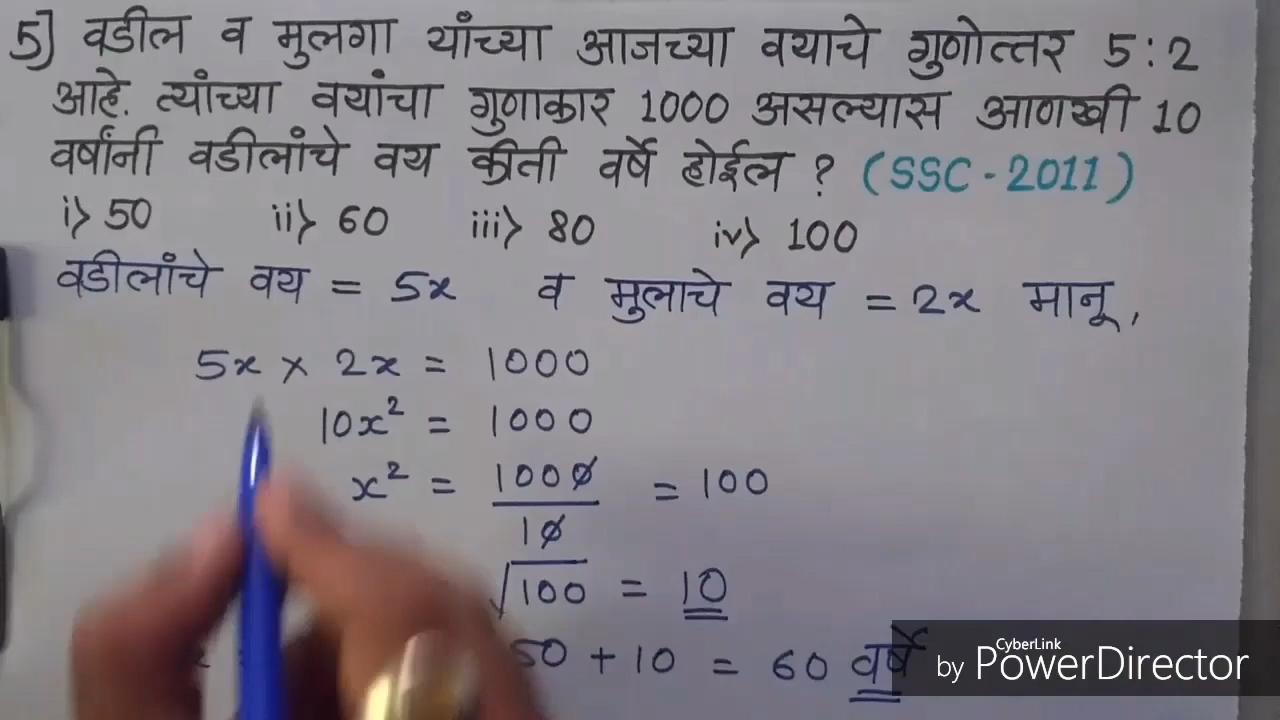 5] वडील व मुलगा यांच्या आजच्या वयाचे गुणोत्तर 5:2
आहे. त्यांच्या वयांचा गुणाकार 1000 असल्यास आणखी 10
वर्षांनी वडीलांचे वय कीती वर्षे होईल ? (SSC-2011)
i> 50 ii> 60 iii> 80 iv> 100
वडीलांचे वय = 5x व मुलाचे वय = 2x मानू,
5x × 2x = 1000
10x² = 1000
x² = 1000/10 = 100
√100 = 10
50 + 10 = 60 वर्षे
CyberLink
by PowerDirector